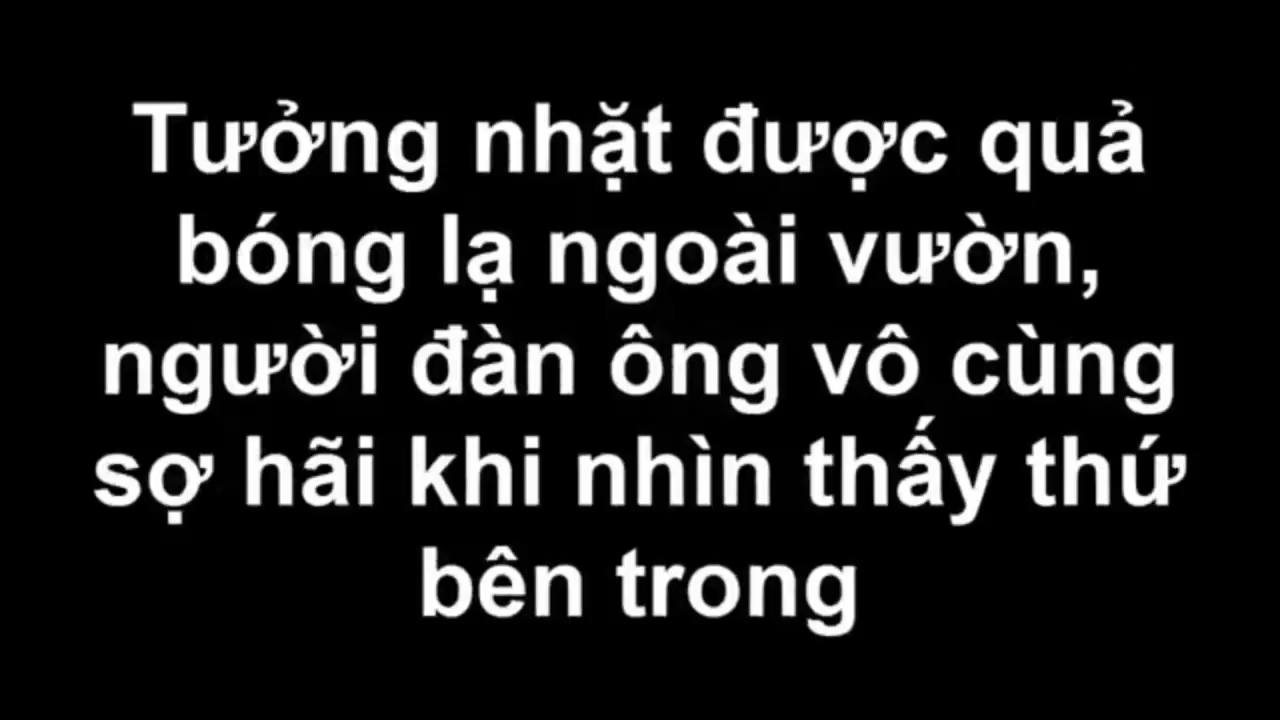 Tưởng nhặt được quả
bóng lạ ngoài vườn,
người đàn ông vô cùng
sợ hãi khi nhìn thấy thứ
bên trong